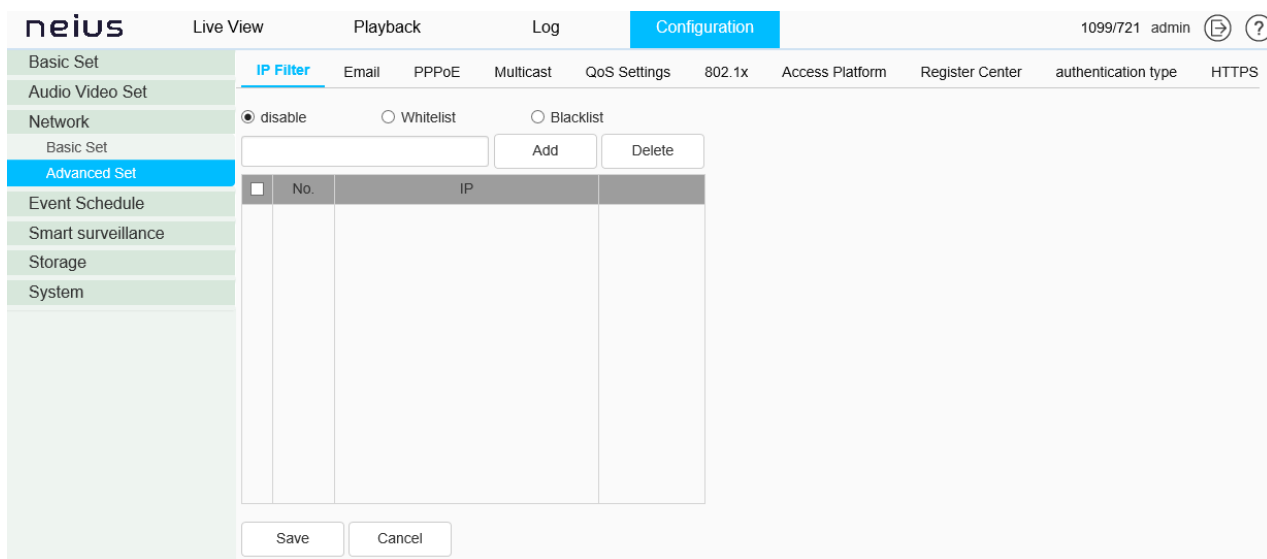 neius Live View Playback Log Configuration 1099/721 admin ?
Basic Set
Audio Video Set
Network
Basic Set
Advanced Set
Event Schedule
Smart surveillance
Storage
System
IP Filter Email PPPoE Multicast QoS Settings 802.1x Access Platform Register Center authentication type HTTPS
disable Whitelist Blacklist
Add Delete
No. IP
Save Cancel